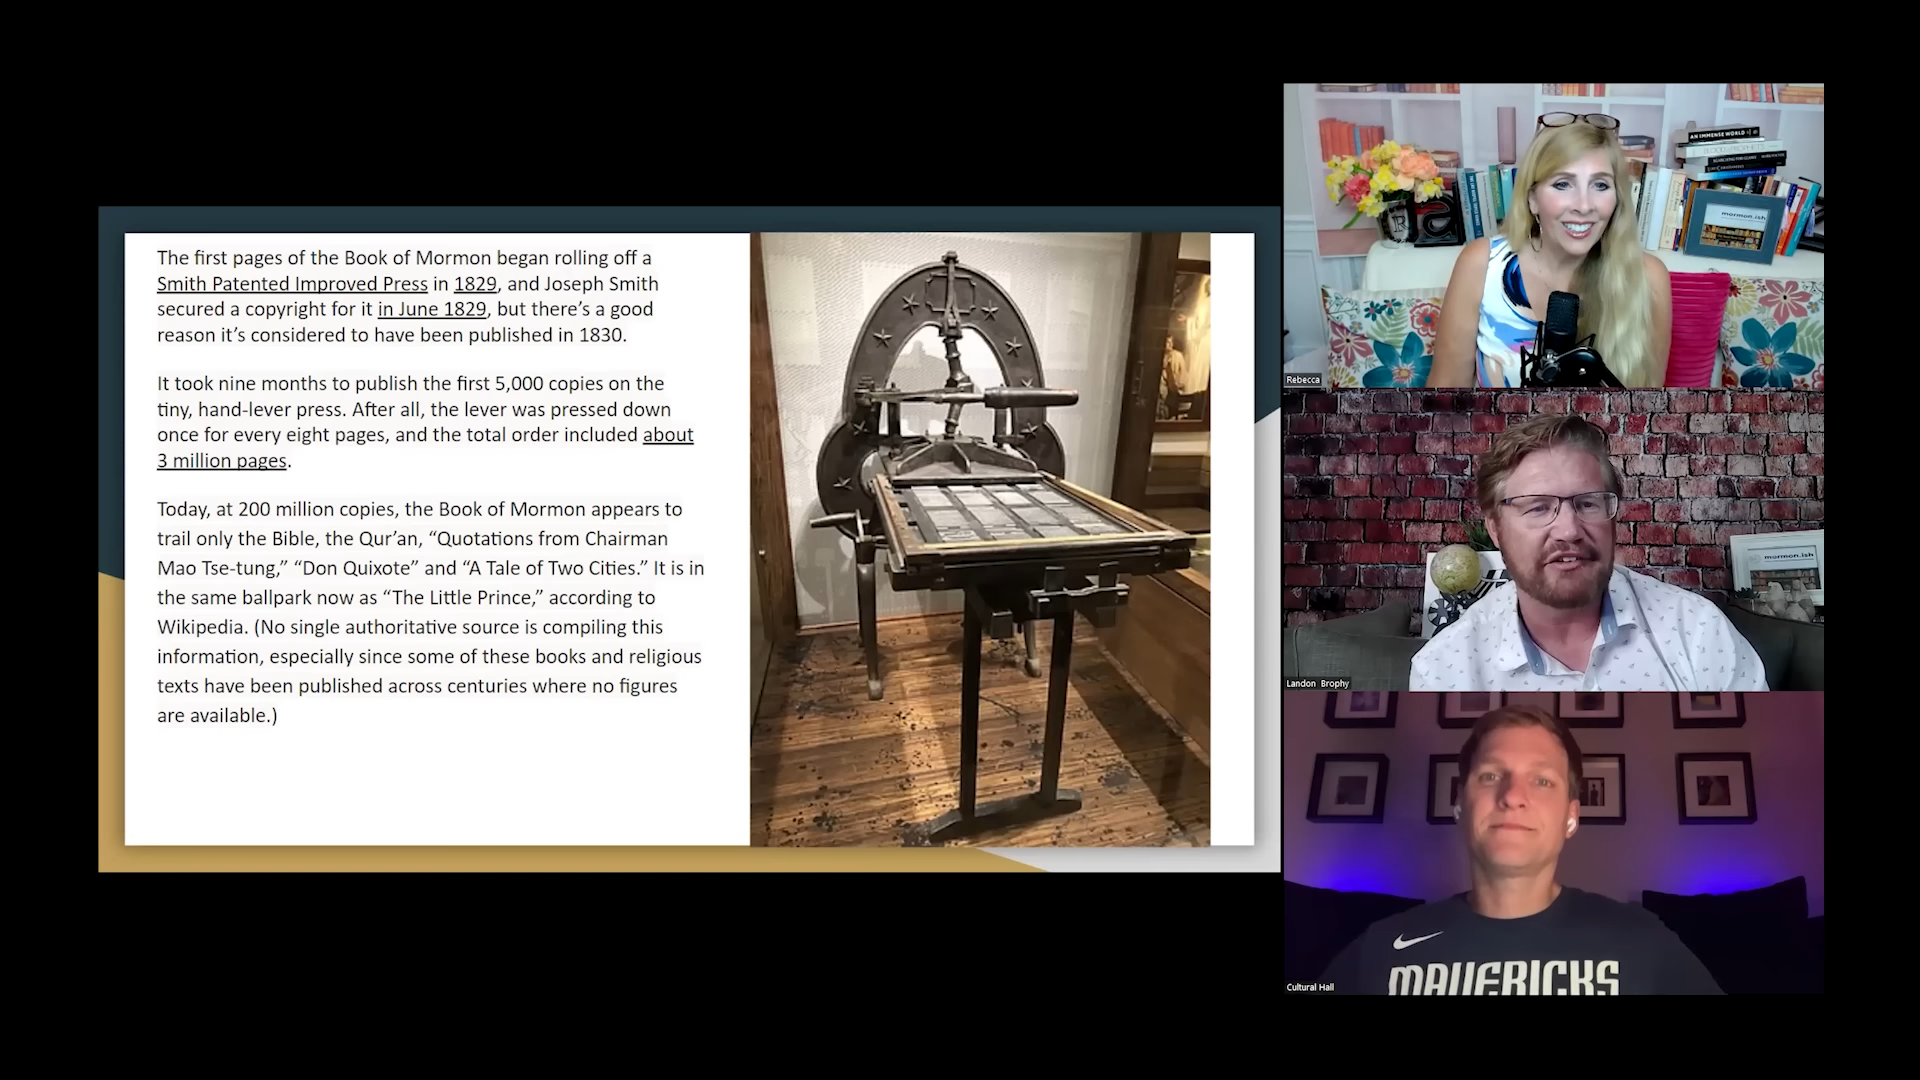 The first pages of the Book of Mormon began rolling off a
Smith Patented Improved Press in 1829, and Joseph Smith
secured a copyright for it in June 1829, but there’s a good
reason it’s considered to have been published in 1830.
It took nine months to publish the first 5,000 copies on the
tiny, hand-lever press. After all, the lever was pressed down
once for every eight pages, and the total order included about
3 million pages.
Today, at 200 million copies, the Book of Mormon appears to
trail only the Bible, the Qur’an, “Quotations from Chairman
Mao Tse-tung,” “Don Quixote” and “A Tale of Two Cities.” It is in
the same ballpark now as “The Little Prince,” according to
Wikipedia. (No single authoritative source is compiling this
information, especially since some of these books and religious
texts have been published across centuries where no figures
are available.)
AN IMMENSE WORLD
mormon.ish
R a
Rebecca
mormon.ish
Landon Brophy
MAVERICKS
Cultural Hall